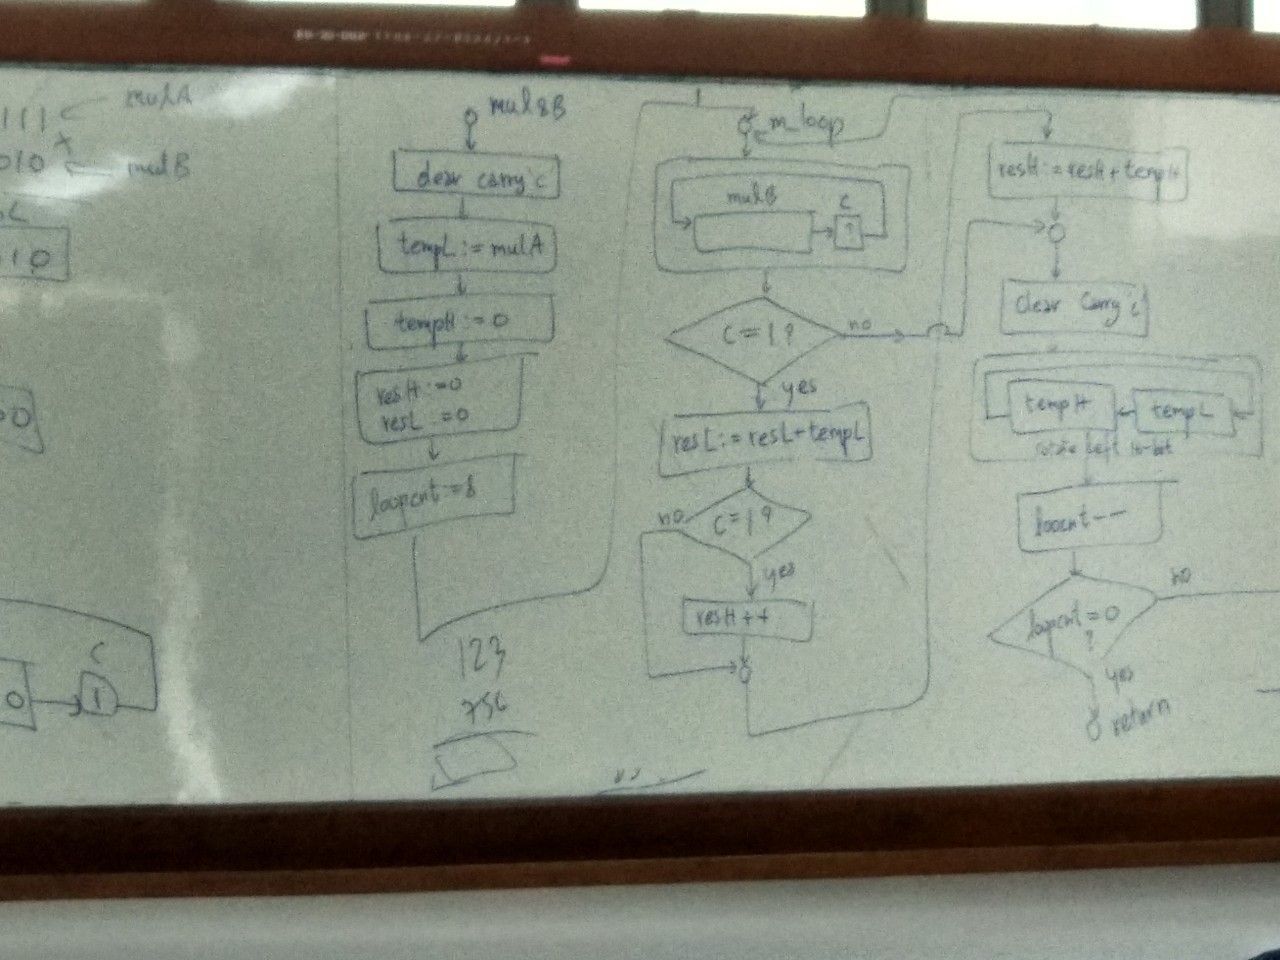 111
mulA
x
010
mulB
10
0
C
0
1
mul8B
clear carry 'c'
tempL := mulA
tempH := 0
resH := 0
resL := 0
loopcnt := 8
123
756
m_loop
mulB
C
?
C = 1 ?
no
yes
resL := resL + tempL
C = 1 ?
no
yes
resH ++
resH := resH + tempH
clear carry 'c'
tempH
tempL
rotate left 16-bit
loopcnt --
loopcnt = 0
?
no
yes
return